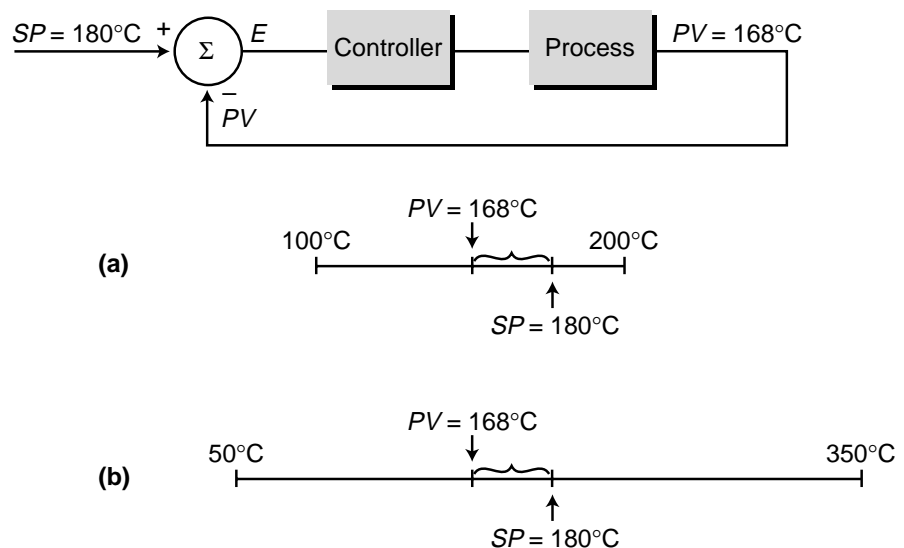 SP = 180°C + Σ E Controller Process PV = 168°C
−
PV
PV = 168°C
100°C 200°C
(a)
SP = 180°C
PV = 168°C
50°C 350°C
(b)
SP = 180°C